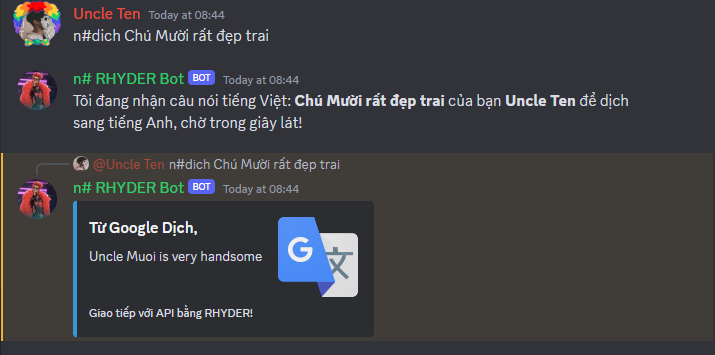 Uncle Ten Today at 08:44
n#dich Chú Mười rất đẹp trai
n# RHYDER Bot BOT Today at 08:44
Tôi đang nhận câu nói tiếng Việt: Chú Mười rất đẹp trai của bạn Uncle Ten để dịch
sang tiếng Anh, chờ trong giây lát!
@Uncle Ten n#dich Chú Mười rất đẹp trai
n# RHYDER Bot BOT Today at 08:44
Từ Google Dịch,
Uncle Muoi is very handsome
G 文
Giao tiếp với API bằng RHYDER!